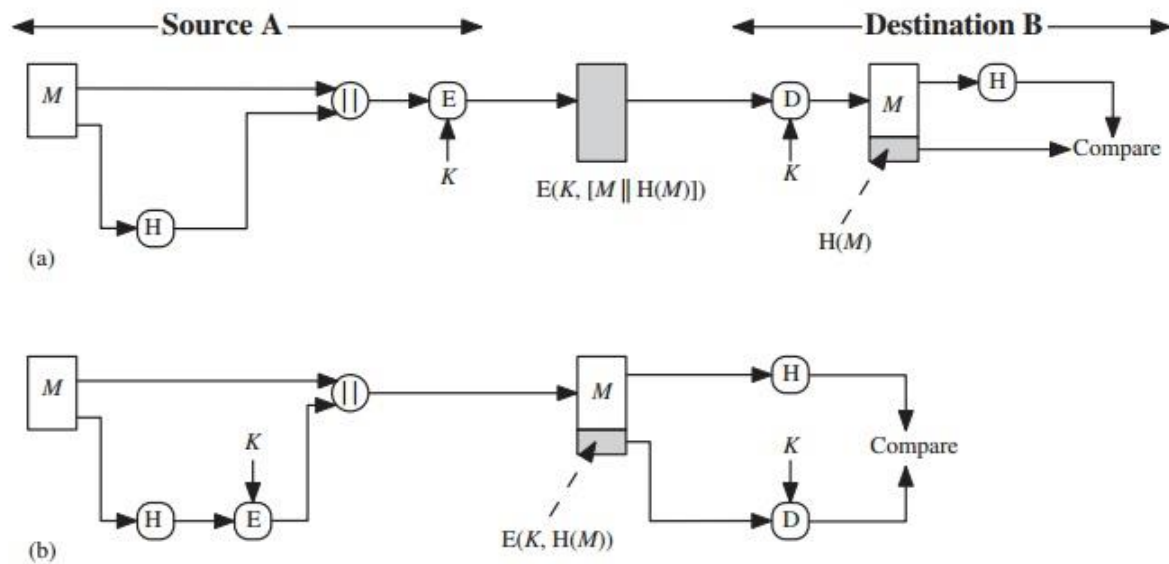 Source A
Destination B
M
||
E
D
M
H
K
K
Compare
E(K, [M || H(M)])
H
H(M)
(a)
M
||
M
H
K
K
Compare
H
E
D
E(K, H(M))
(b)